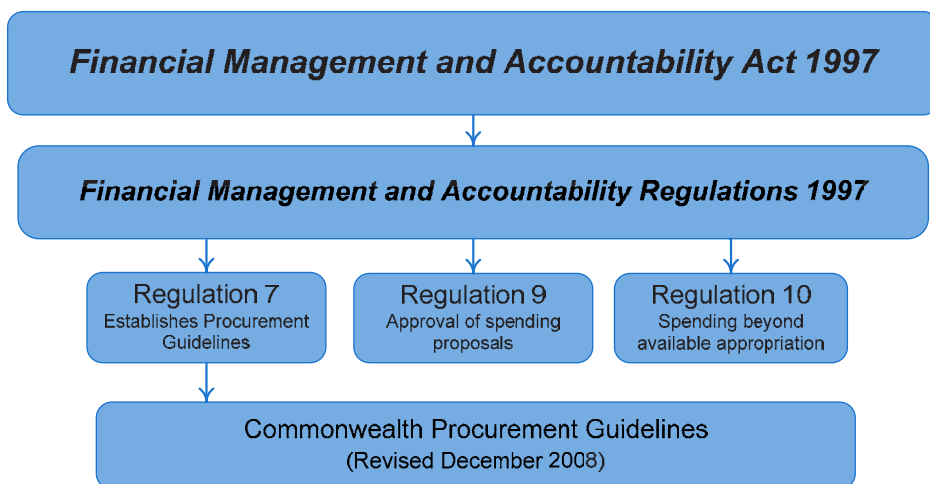 Financial Management and Accountability Act 1997
Financial Management and Accountability Regulations 1997
Regulation 7
Establishes Procurement
Guidelines
Regulation 9
Approval of spending
proposals
Regulation 10
Spending beyond
available appropriation
Commonwealth Procurement Guidelines
(Revised December 2008)